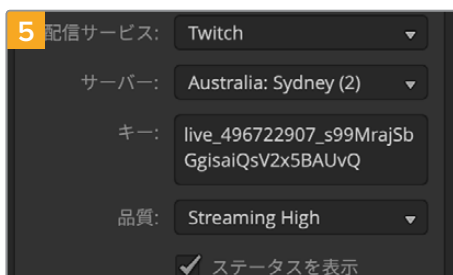 5 配信サービス: Twitch
サーバー: Australia: Sydney (2)
キー: live_496722907_s99MrajSb
GgisaiQsV2x5BAUvQ
品質: Streaming High
ステータスを表示